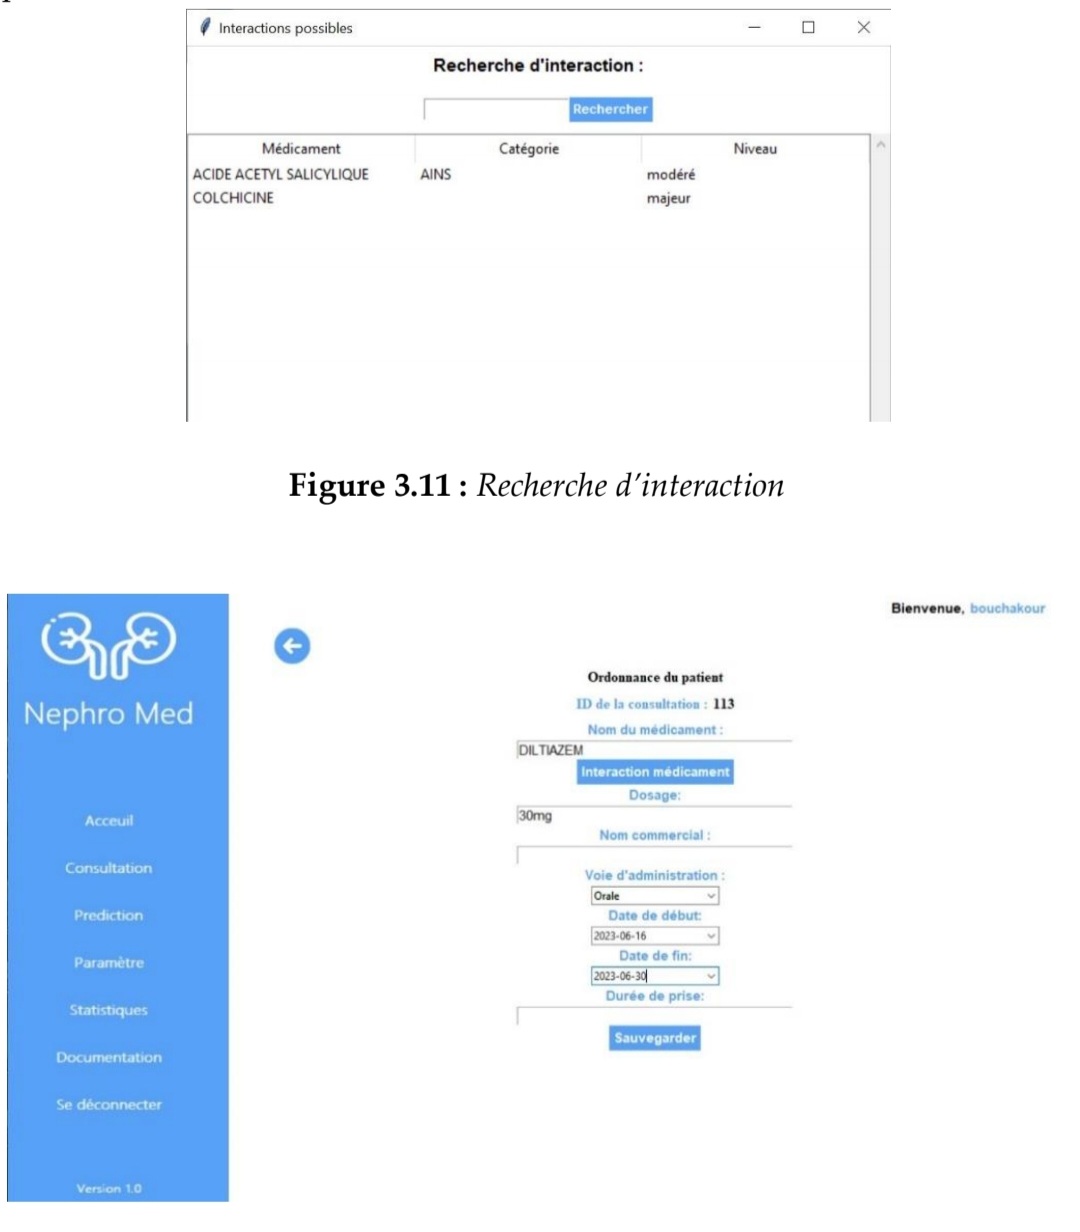 Interactions possibles
Recherche d'interaction :
Rechercher
Médicament Catégorie Niveau
ACIDE ACETYL SALICYLIQUE AINS modéré
COLCHICINE majeur
Figure 3.11 : Recherche d'interaction
Bienvenue, bouchakour
Nephro Med
Acceuil
Consultation
Prediction
Paramètre
Statistiques
Documentation
Se déconnecter
Version 1.0
Ordonnance du patient
ID de la consultation : 113
Nom du médicament :
DILTIAZEM
Interaction médicament
Dosage:
30mg
Nom commercial :
Voie d'administration :
Orale
Date de début:
2023-06-16
Date de fin:
2023-06-30
Durée de prise:
Sauvegarder